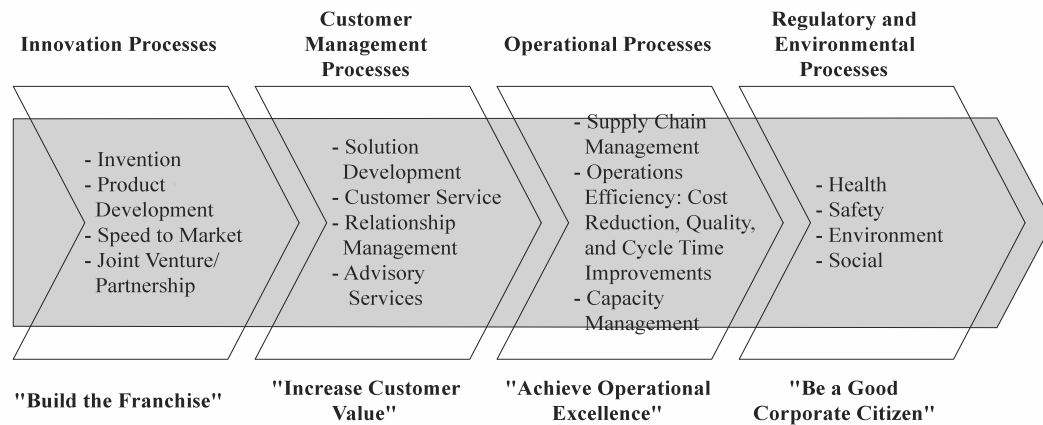 Innovation Processes
Customer
Management
Processes
Operational Processes
Regulatory and
Environmental
Processes
- Invention
- Product
Development
- Speed to Market
- Joint Venture/
Partnership
- Solution
Development
- Customer Service
- Relationship
Management
- Advisory
Services
- Supply Chain
Management
- Operations
Efficiency: Cost
Reduction, Quality,
and Cycle Time
Improvements
- Capacity
Management
- Health
- Safety
- Environment
- Social
"Build the Franchise"
"Increase Customer
Value"
"Achieve Operational
Excellence"
"Be a Good
Corporate Citizen"